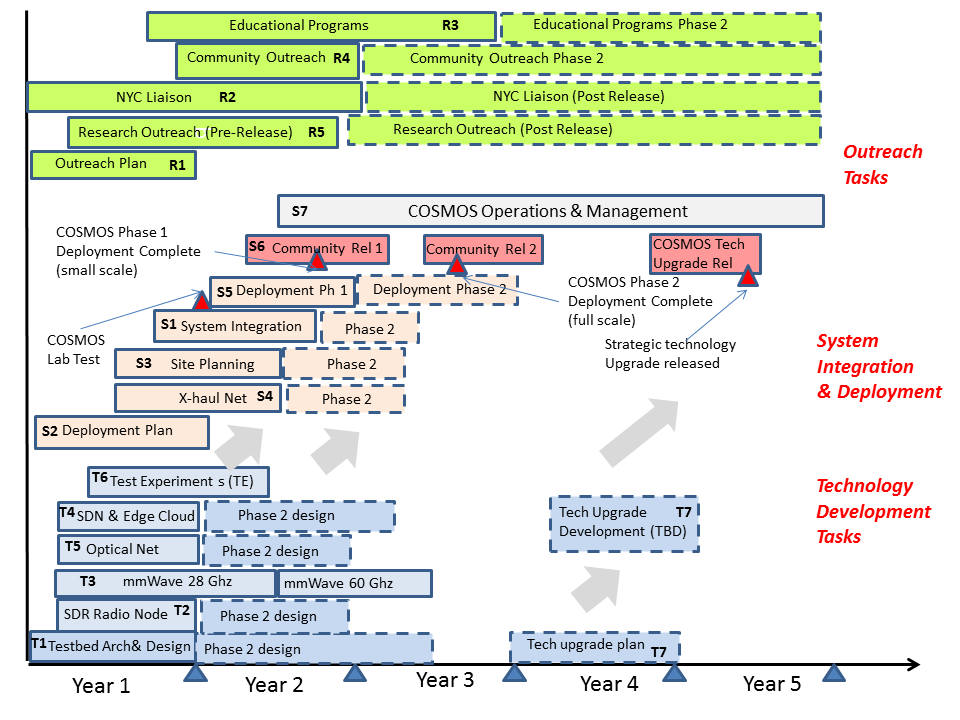 Educational Programs R3
Educational Programs Phase 2
Community Outreach R4
Community Outreach Phase 2
NYC Liaison R2
NYC Liaison (Post Release)
Research Outreach (Pre-Release) R5
Research Outreach (Post Release)
Outreach Plan R1
Outreach
Tasks
S7 COSMOS Operations & Management
COSMOS Phase 1
Deployment Complete
(small scale)
S6 Community Rel 1
Community Rel 2
COSMOS Tech
Upgrade Rel
S5 Deployment Ph 1
Deployment Phase 2
COSMOS Phase 2
Deployment Complete
(full scale)
S1 System Integration
Phase 2
COSMOS
Lab Test
Strategic technology
Upgrade released
S3 Site Planning
Phase 2
X-haul Net S4
Phase 2
S2 Deployment Plan
System
Integration
& Deployment
T6 Test Experiment s (TE)
T4 SDN & Edge Cloud
Phase 2 design
T5 Optical Net
Phase 2 design
Tech Upgrade T7
Development (TBD)
Technology
Development
Tasks
T3 mmWave 28 Ghz
mmWave 60 Ghz
SDR Radio Node T2
Phase 2 design
T1 Testbed Arch& Design
Phase 2 design
Tech upgrade plan T7
Year 1
Year 2
Year 3
Year 4
Year 5